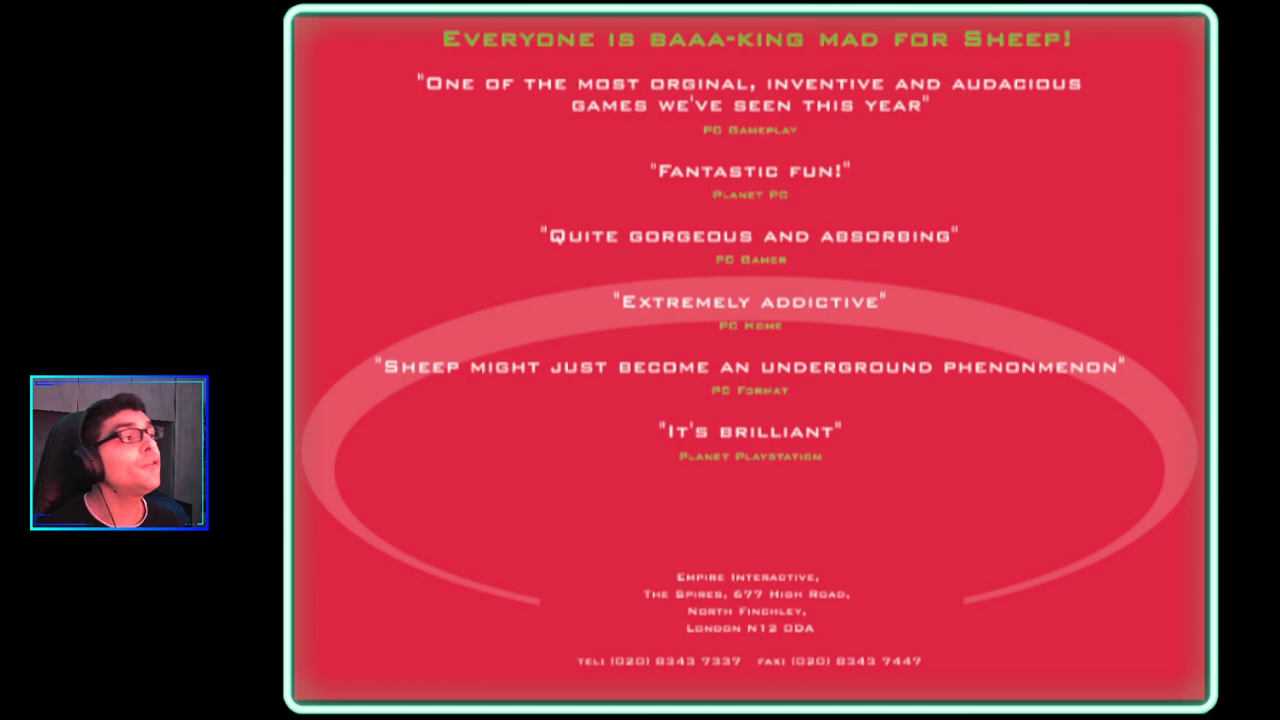 Everyone is baaa-king mad for Sheep!
"One of the most orginal, inventive and audacious
games we've seen this year"
PC Gameplay
"Fantastic fun!"
Planet PC
"Quite gorgeous and absorbing"
PC Gamer
"Extremely addictive"
PC Home
"Sheep might just become an underground phenonmenon"
PC Format
"It's brilliant"
Planet Playstation
Empire Interactive,
The Spires, 677 High Road,
North Finchley,
London N12 0DA
Tel: (020) 8343 7337 Fax: (020) 8343 7447